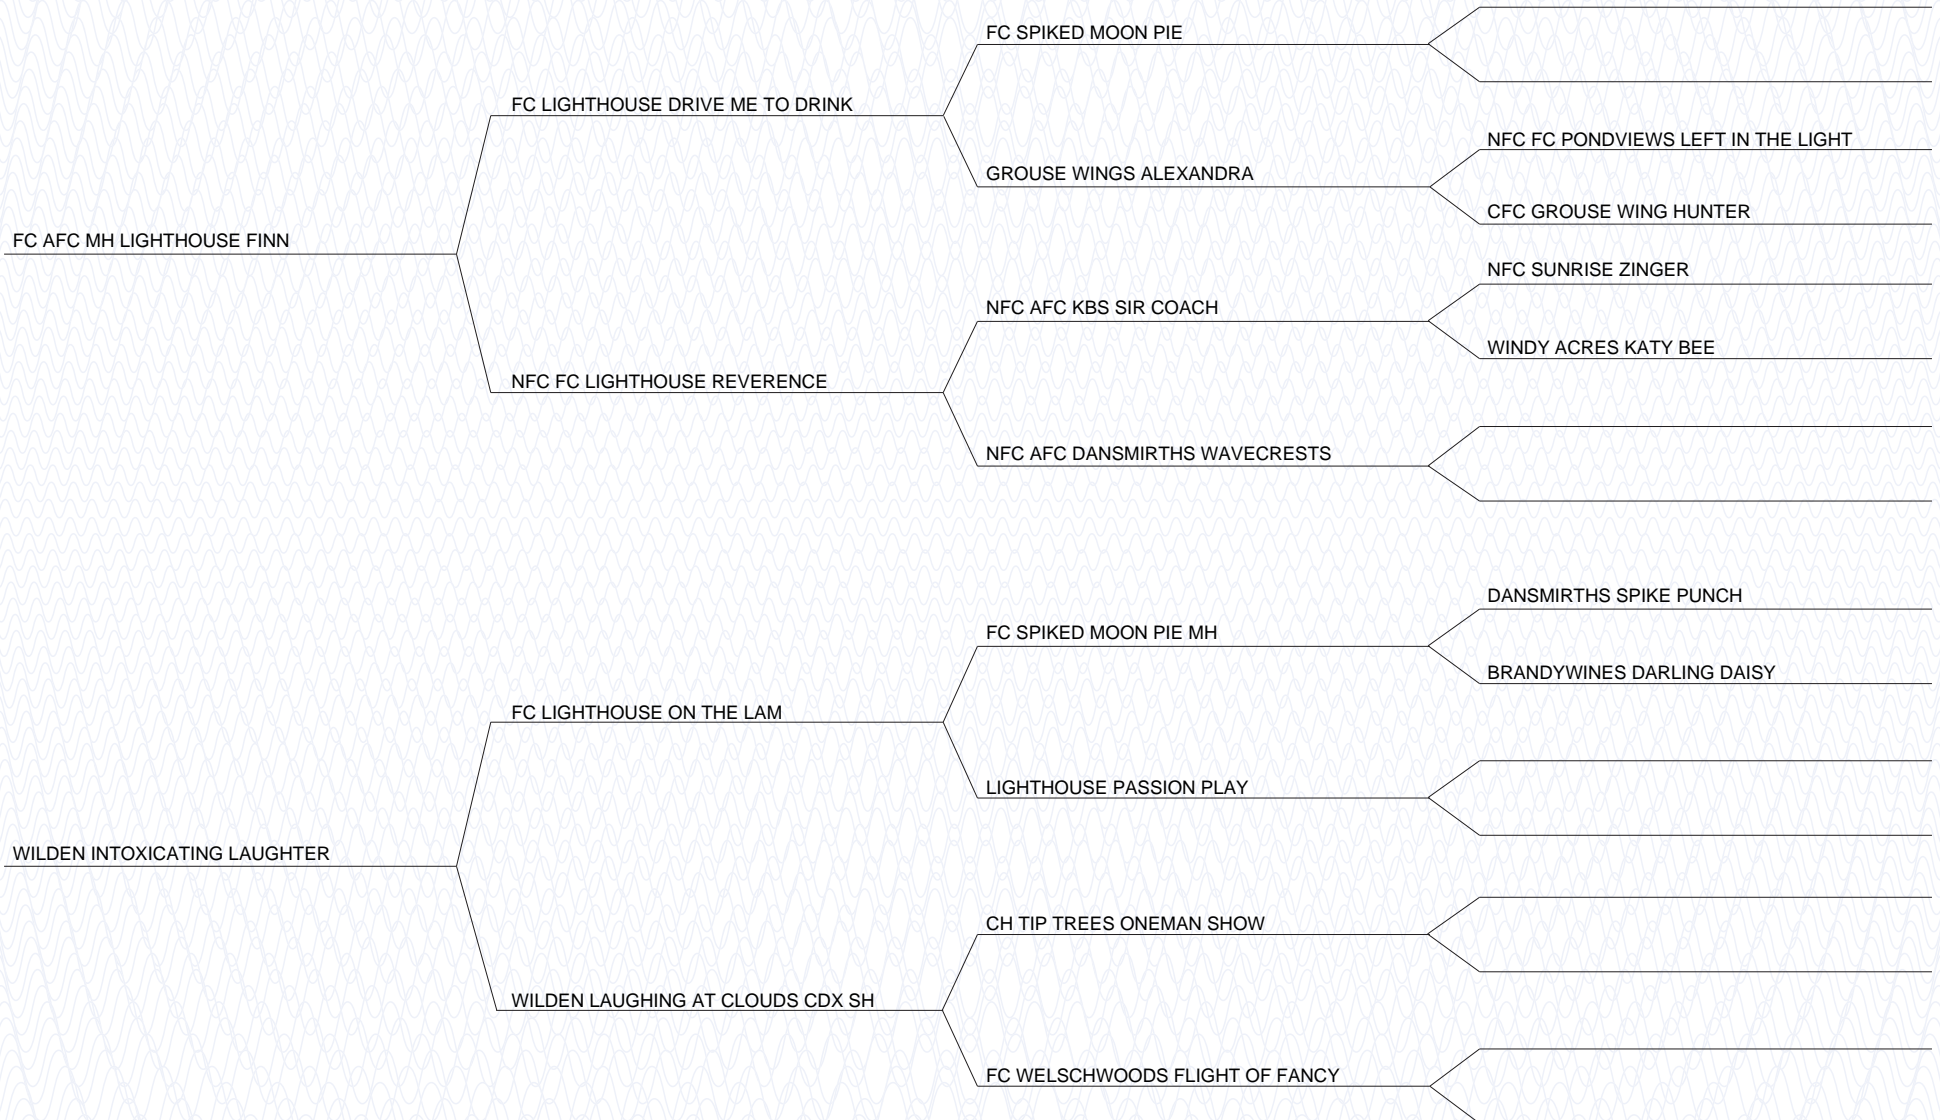 FC SPIKED MOON PIE
FC LIGHTHOUSE DRIVE ME TO DRINK
NFC FC PONDVIEWS LEFT IN THE LIGHT
GROUSE WINGS ALEXANDRA
CFC GROUSE WING HUNTER
FC AFC MH LIGHTHOUSE FINN
NFC SUNRISE ZINGER
NFC AFC KBS SIR COACH
WINDY ACRES KATY BEE
NFC FC LIGHTHOUSE REVERENCE
NFC AFC DANSMIRTHS WAVECRESTS
DANSMIRTHS SPIKE PUNCH
FC SPIKED MOON PIE MH
BRANDYWINES DARLING DAISY
FC LIGHTHOUSE ON THE LAM
LIGHTHOUSE PASSION PLAY
WILDEN INTOXICATING LAUGHTER
CH TIP TREES ONEMAN SHOW
WILDEN LAUGHING AT CLOUDS CDX SH
FC WELSCHWOODS FLIGHT OF FANCY